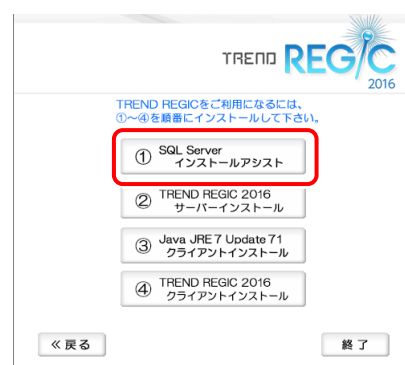 TREND REGIC
2016
TREND REGICをご利用になるには、
①～④を順番にインストールして下さい。
① SQL Server
インストールアシスト
② TREND REGIC 2016
サーバーインストール
③ Java JRE 7 Update 71
クライアントインストール
④ TREND REGIC 2016
クライアントインストール
≪戻る
終了